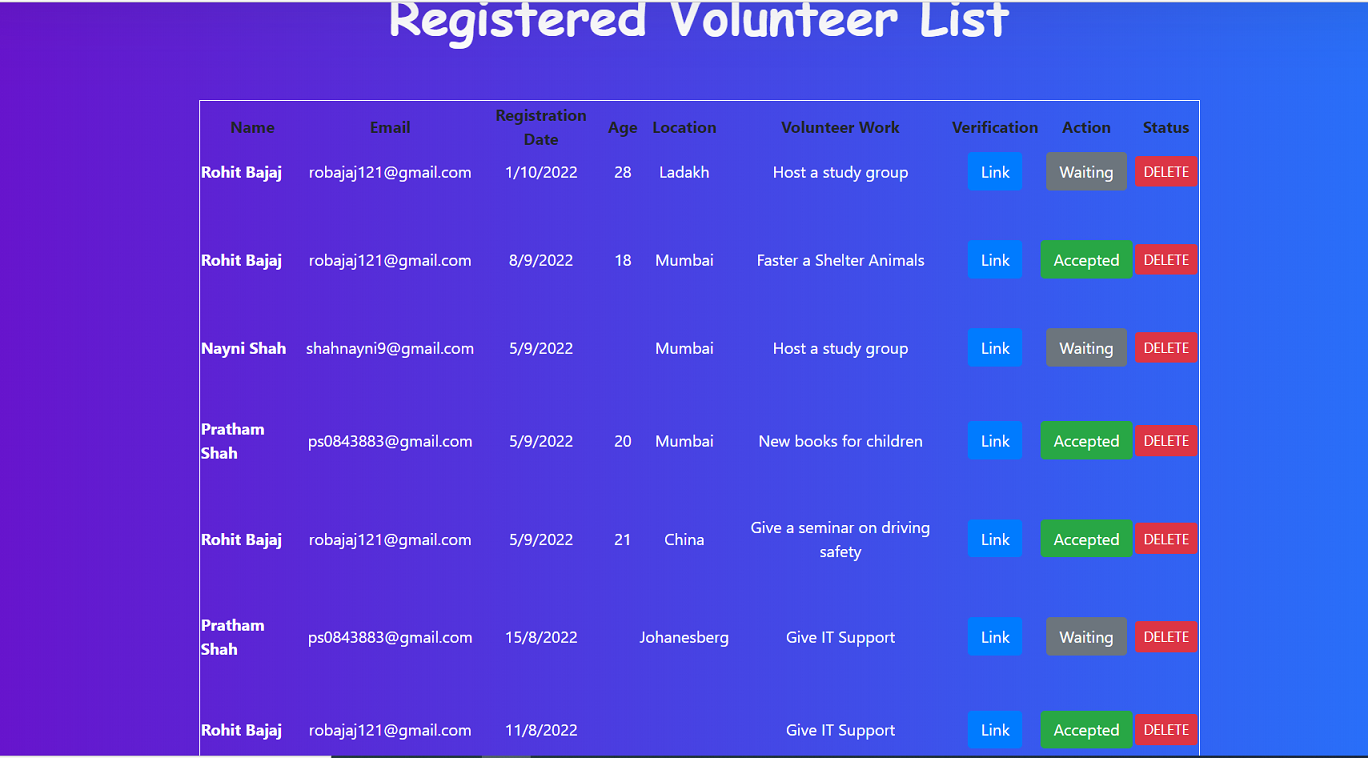 Registered Volunteer List
Name Email Registration Date Age Location Volunteer Work Verification Action Status
Rohit Bajaj robajaj121@gmail.com 1/10/2022 28 Ladakh Host a study group Link Waiting DELETE
Rohit Bajaj robajaj121@gmail.com 8/9/2022 18 Mumbai Faster a Shelter Animals Link Accepted DELETE
Nayni Shah shahnayni9@gmail.com 5/9/2022 Mumbai Host a study group Link Waiting DELETE
Pratham Shah ps0843883@gmail.com 5/9/2022 20 Mumbai New books for children Link Accepted DELETE
Rohit Bajaj robajaj121@gmail.com 5/9/2022 21 China Give a seminar on driving safety Link Accepted DELETE
Pratham Shah ps0843883@gmail.com 15/8/2022 Johanesberg Give IT Support Link Waiting DELETE
Rohit Bajaj robajaj121@gmail.com 11/8/2022 Give IT Support Link Accepted DELETE